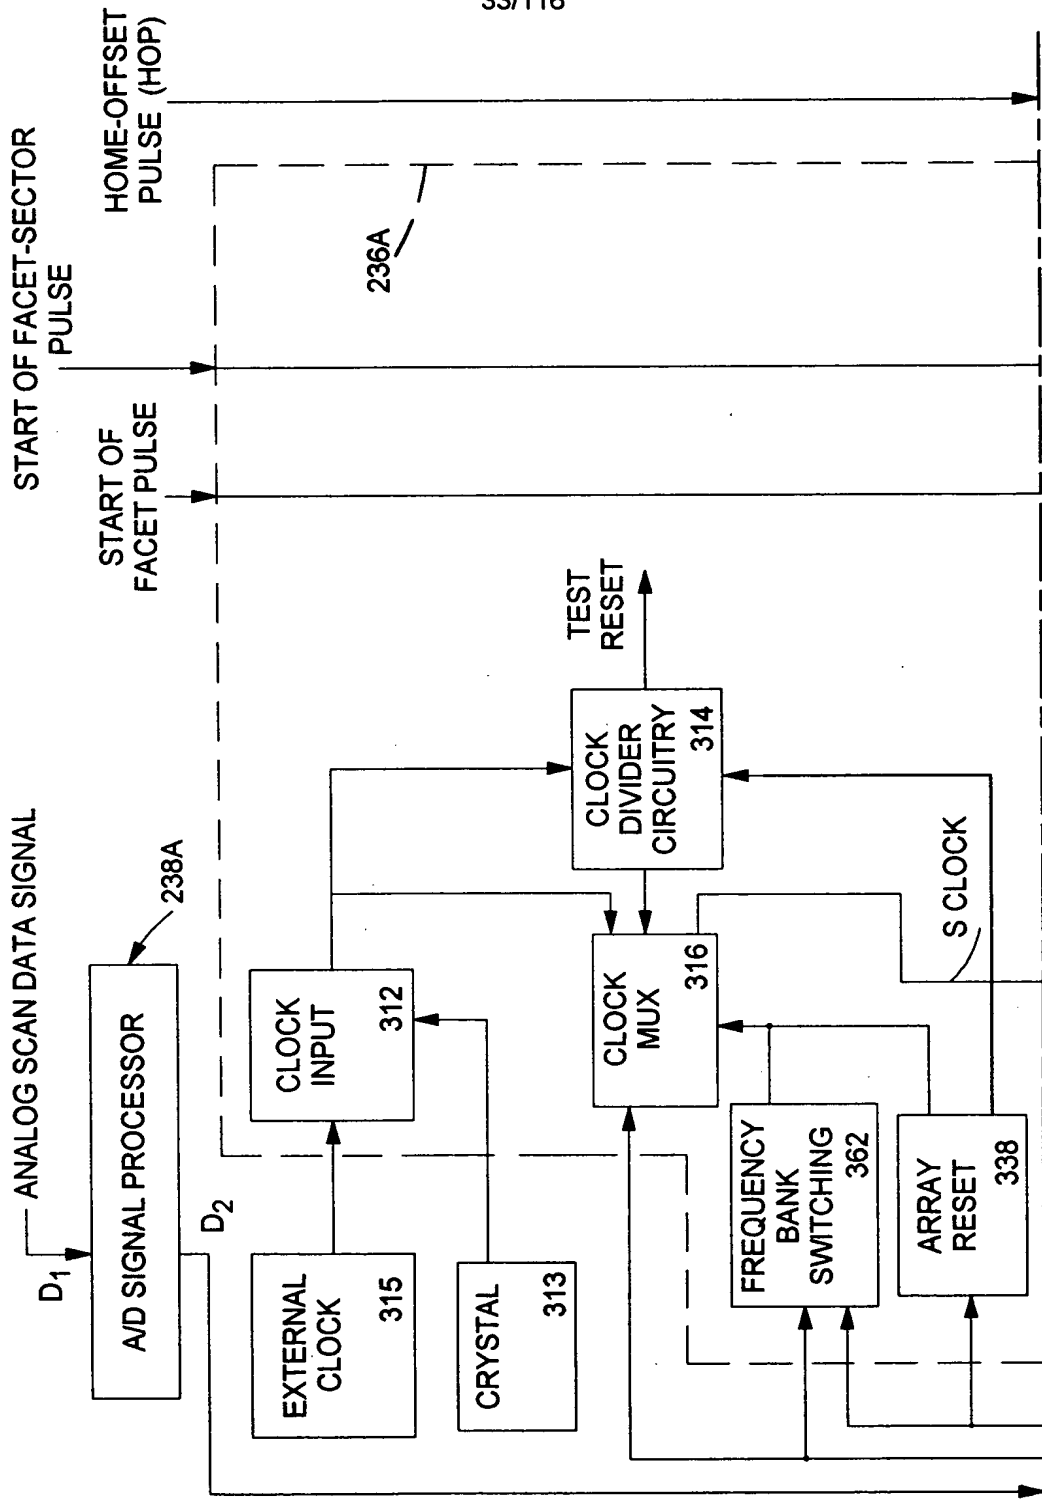 33/116
ANALOG SCAN DATA SIGNAL
D1
A/D SIGNAL PROCESSOR
238A
D2
START OF
FACET PULSE
START OF FACET-SECTOR
PULSE
HOME-OFFSET
PULSE (HOP)
236A
EXTERNAL
CLOCK
315
CRYSTAL
313
CLOCK
INPUT
312
CLOCK
DIVIDER
CIRCUITRY
314
TEST
RESET
CLOCK
MUX
316
FREQUENCY
BANK
SWITCHING
362
ARRAY
RESET
338
S CLOCK